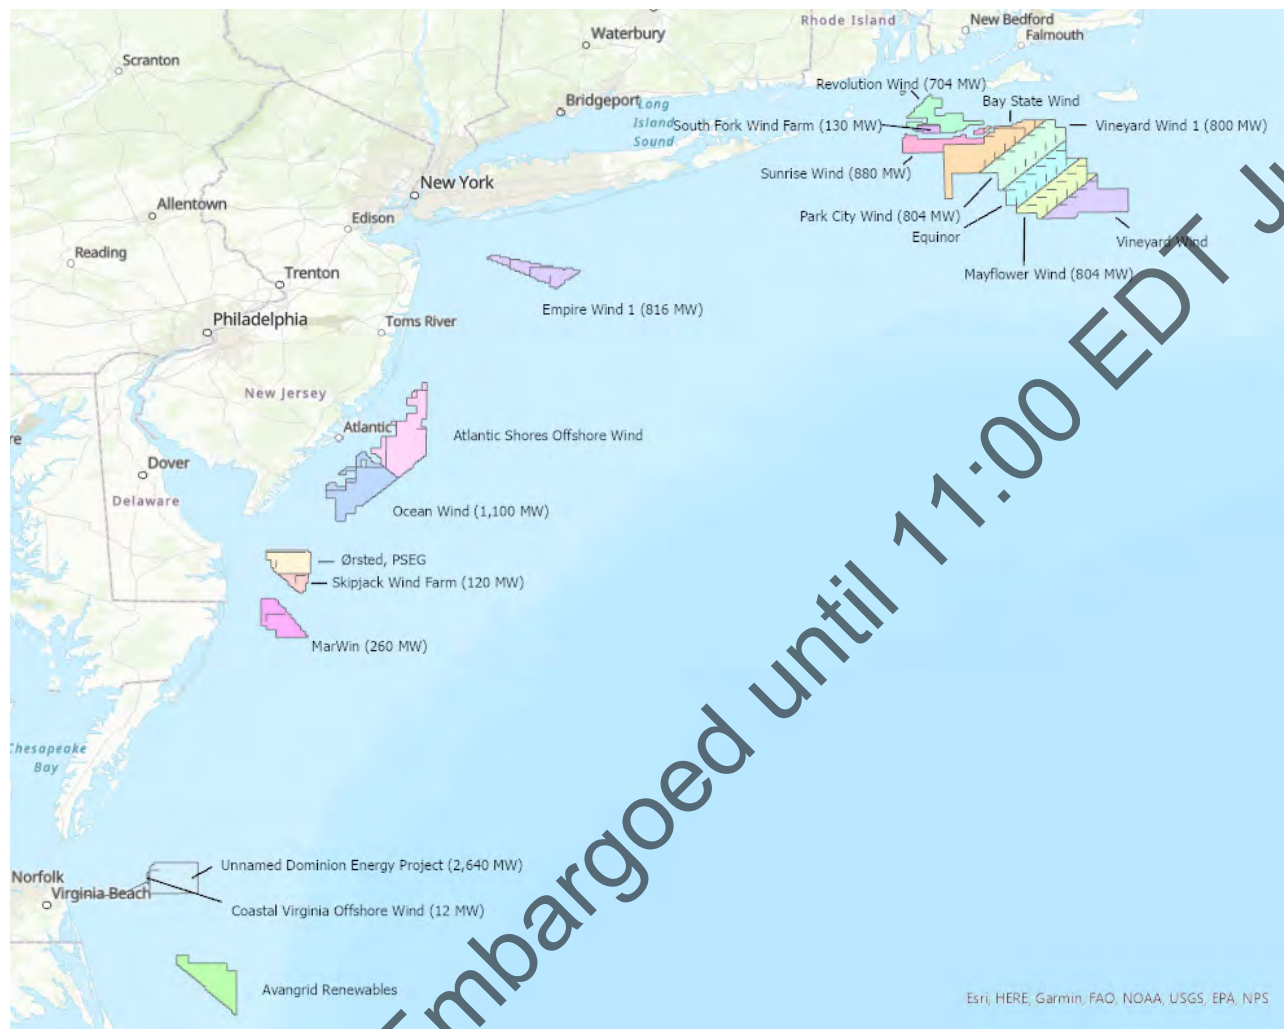 Rhode Island
New Bedford
Falmouth
Waterbury
Scranton
Revolution Wind (704 MW)
Bay State Wind
Bridgeport
Long
Island
Sound
South Fork Wind Farm (130 MW)
Vineyard Wind 1 (800 MW)
Sunrise Wind (880 MW)
New York
Allentown
Edison
Park City Wind (804 MW)
Equinor
Vineyard Wind
Reading
Trenton
Mayflower Wind (804 MW)
Empire Wind 1 (816 MW)
Philadelphia
Toms River
New Jersey
Atlantic
Atlantic Shores Offshore Wind
re
Dover
Delaware
Ocean Wind (1,100 MW)
Ørsted, PSEG
Skipjack Wind Farm (120 MW)
MarWin (260 MW)
Chesapeake
Bay
Unnamed Dominion Energy Project (2,640 MW)
Norfolk
Virginia Beach
Coastal Virginia Offshore Wind (12 MW)
Avangrid Renewables
Esri, HERE, Garmin, FAO, NOAA, USGS, EPA, NPS
Embargoed until 11:00 EDT